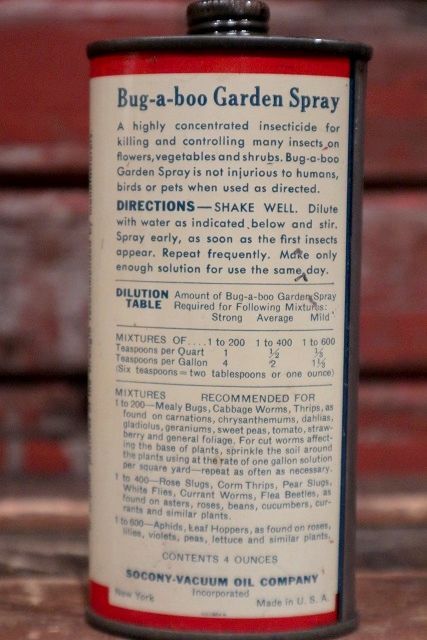 Bug-a-boo Garden Spray
A highly concentrated insecticide for
killing and controlling many insects on
flowers, vegetables and shrubs. Bug-a-boo
Garden Spray is not injurious to humans,
birds or pets when used as directed.
DIRECTIONS—SHAKE WELL. Dilute
with water as indicated below and stir.
Spray early, as soon as the first insects
appear. Repeat frequently. Make only
enough solution for use the same day.
DILUTION TABLE
Amount of Bug-a-boo Garden Spray
Required for Following Mixtures:
Strong Average Mild
MIXTURES OF....1 to 200 1 to 400 1 to 600
Teaspoons per Quart 1 ½ ⅓
Teaspoons per Gallon 4 2 1⅓
(Six teaspoons=two tablespoons or one ounce)
MIXTURES RECOMMENDED FOR
1 to 200—Mealy Bugs, Cabbage Worms, Thrips, as
found on carnations, chrysanthemums, dahlias,
gladiolus, geraniums, sweet peas, tomato, straw-
berry and general foliage. For cut worms affect-
ing the base of plants, sprinkle the soil around
the plants using at the rate of one gallon solution
per square yard—repeat as often as necessary.
1 to 400—Rose Slugs, Corn Thrips, Pear Slugs,
White Flies, Currant Worms, Flea Beetles, as
found on asters, roses, beans, cucumbers, cur-
rants and similar plants.
1 to 600—Aphids, Leaf Hoppers, as found on roses,
lilies, violets, peas, lettuce and similar plants.
CONTENTS 4 OUNCES
SOCONY-VACUUM OIL COMPANY
Incorporated
New York Made in U. S. A.